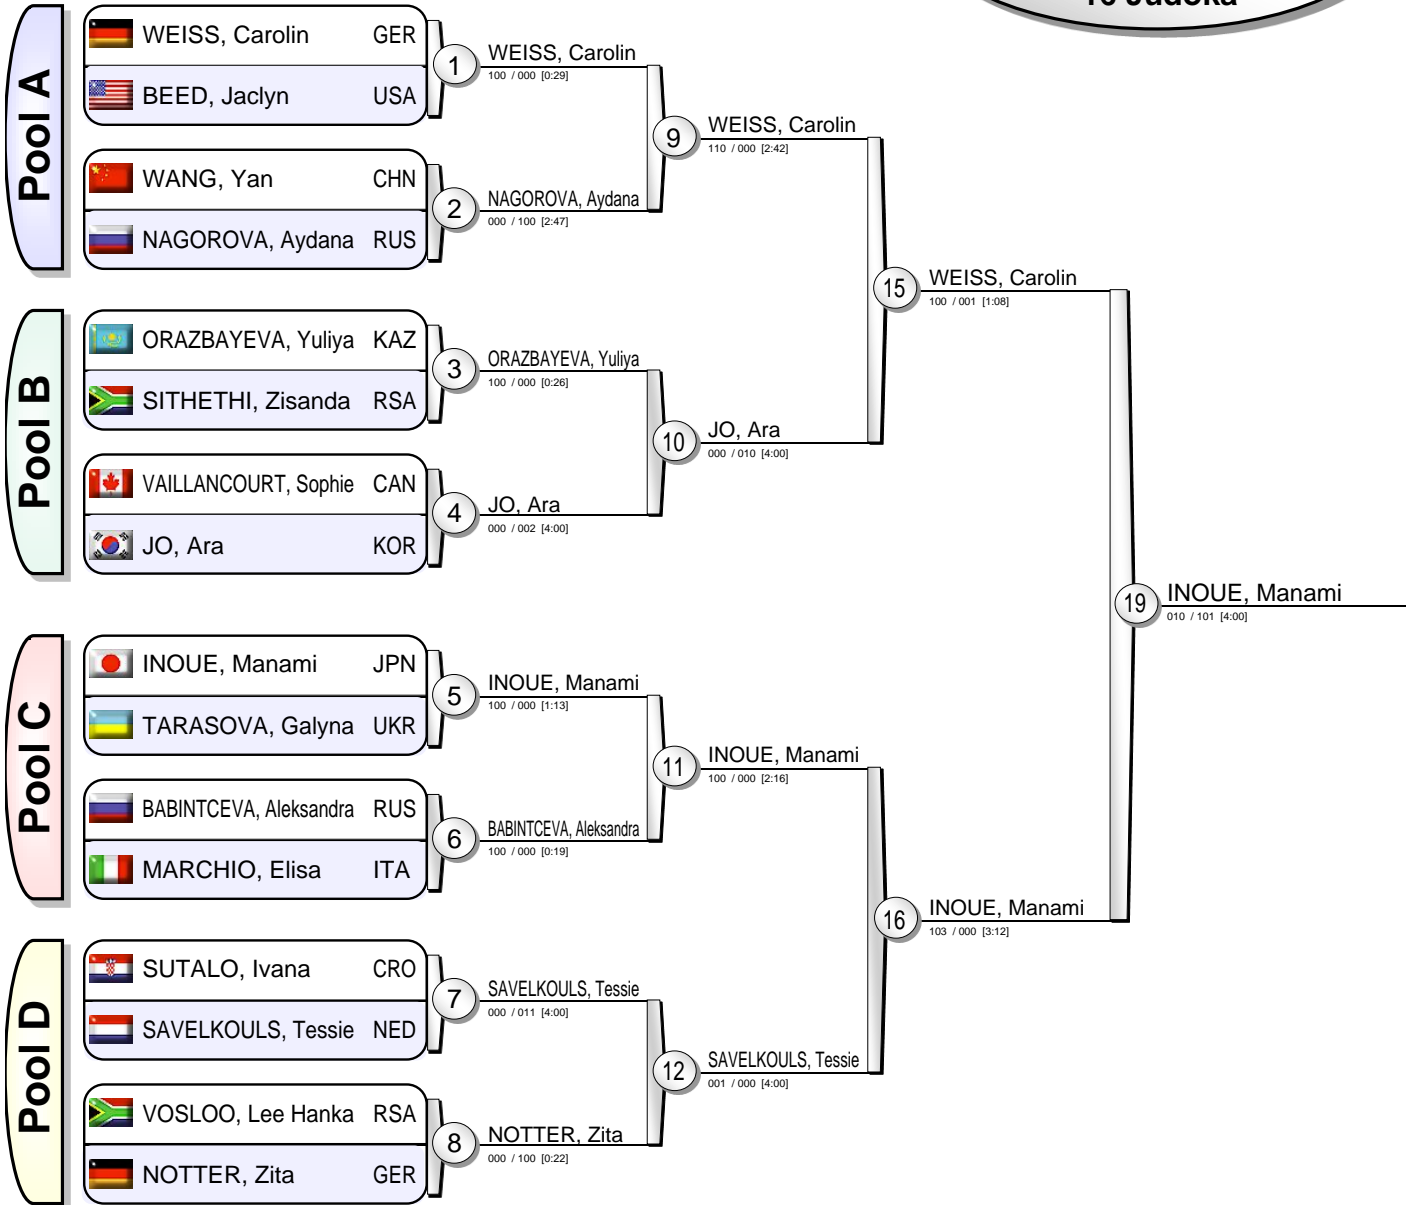 16 Judoka
Pool A
WEISS, Carolin GER
BEED, Jaclyn USA
1
WEISS, Carolin
100 / 000 [0:29]
WANG, Yan CHN
NAGOROVA, Aydana RUS
2
NAGOROVA, Aydana
000 / 100 [2:47]
9
WEISS, Carolin
110 / 000 [2:42]
Pool B
ORAZBAYEVA, Yuliya KAZ
SITHETHI, Zisanda RSA
3
ORAZBAYEVA, Yuliya
100 / 000 [0:26]
VAILLANCOURT, Sophie CAN
JO, Ara KOR
4
JO, Ara
000 / 002 [4:00]
10
JO, Ara
000 / 010 [4:00]
15
WEISS, Carolin
100 / 001 [1:08]
Pool C
INOUE, Manami JPN
TARASOVA, Galyna UKR
5
INOUE, Manami
100 / 000 [1:13]
BABINTCEVA, Aleksandra RUS
MARCHIO, Elisa ITA
6
BABINTCEVA, Aleksandra
100 / 000 [0:19]
11
INOUE, Manami
100 / 000 [2:16]
Pool D
SUTALO, Ivana CRO
SAVELKOULS, Tessie NED
7
SAVELKOULS, Tessie
000 / 011 [4:00]
VOSLOO, Lee Hanka RSA
NOTTER, Zita GER
8
NOTTER, Zita
000 / 100 [0:22]
12
SAVELKOULS, Tessie
001 / 000 [4:00]
16
INOUE, Manami
103 / 000 [3:12]
19
INOUE, Manami
010 / 101 [4:00]